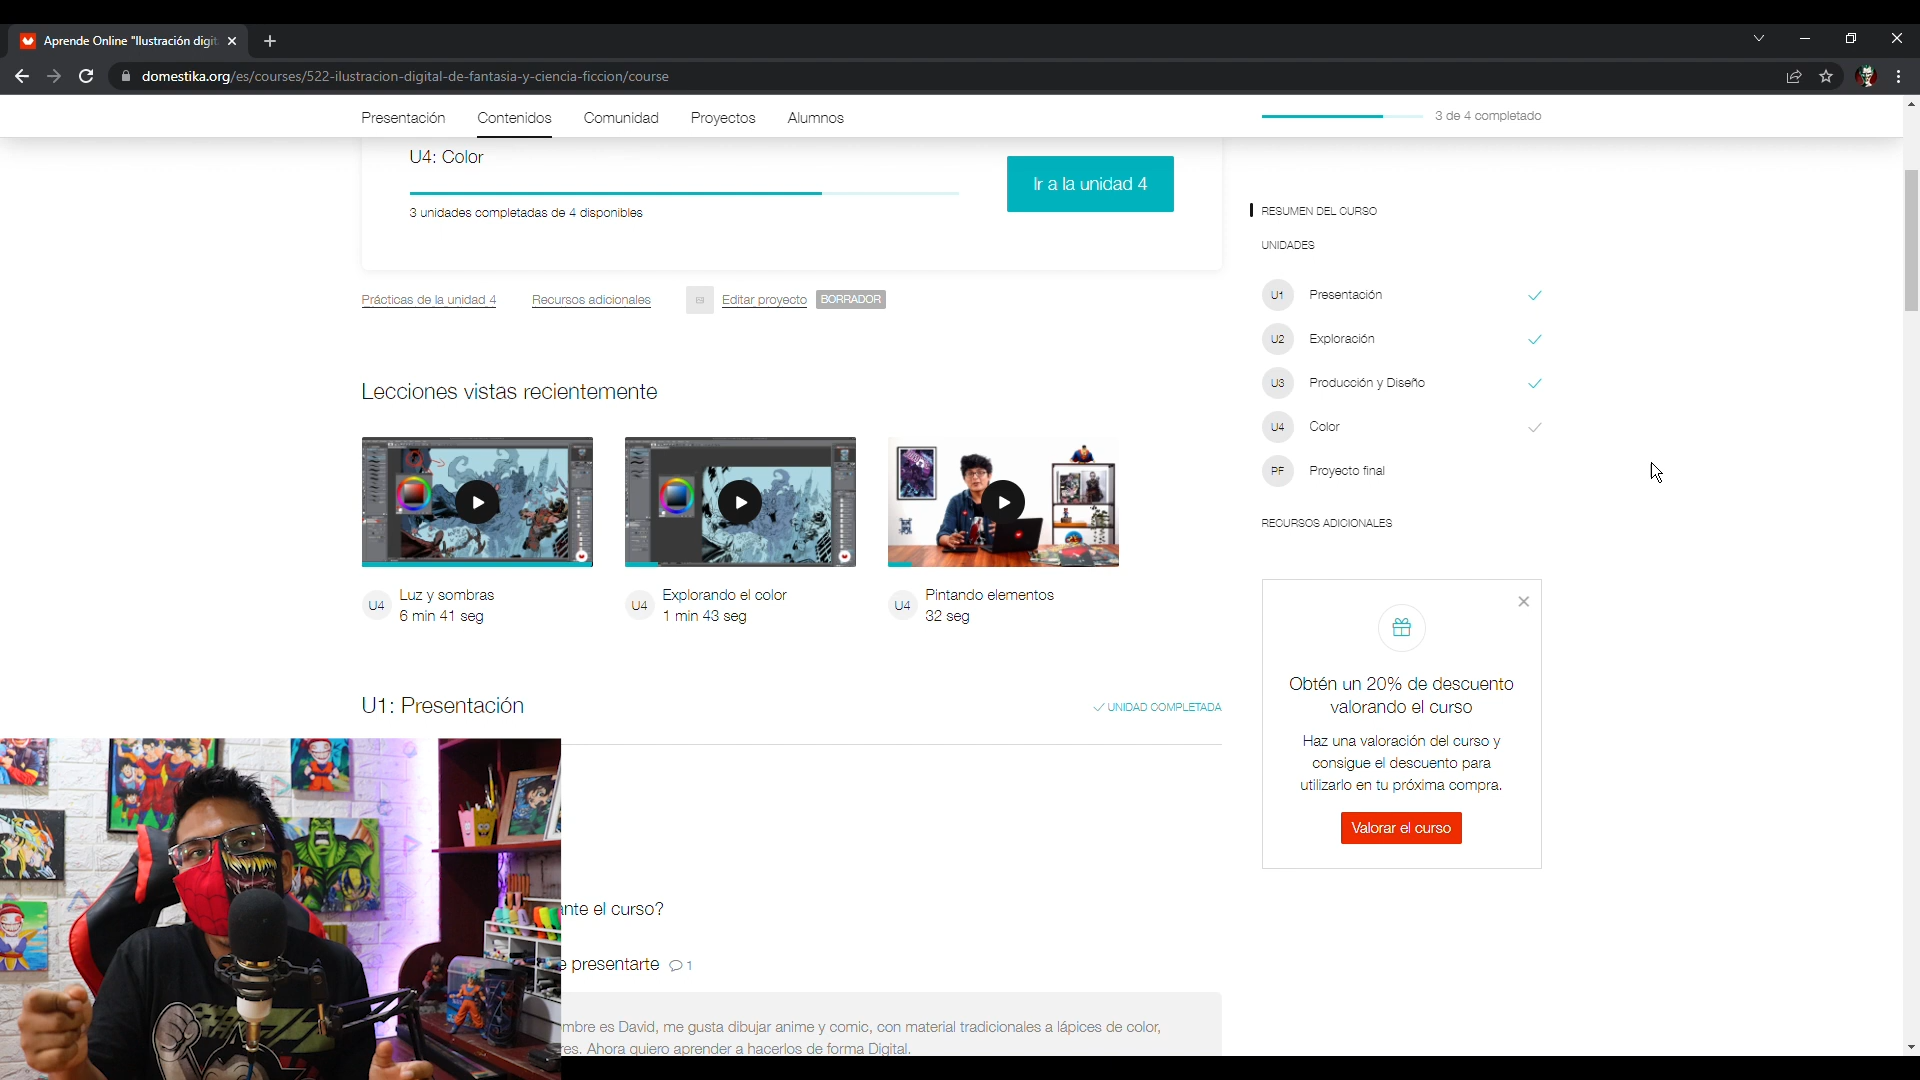 Aprende Online "Ilustración digit
domestika.org/es/courses/522-ilustracion-digital-de-fantasia-y-ciencia-ficcion/course
Presentación
Contenidos
Comunidad
Proyectos
Alumnos
3 de 4 completado
U4: Color
Ir a la unidad 4
3 unidades completadas de 4 disponibles
Prácticas de la unidad 4
Recursos adicionales
Editar proyecto
BORRADOR
RESUMEN DEL CURSO
UNIDADES
U1 Presentación
U2 Exploración
U3 Producción y Diseño
U4 Color
PF Proyecto final
RECURSOS ADICIONALES
Lecciones vistas recientemente
U4 Luz y sombras
6 min 41 seg
U4 Explorando el color
1 min 43 seg
U4 Pintando elementos
32 seg
Obtén un 20% de descuento
valorando el curso
Haz una valoración del curso y
consigue el descuento para
utilizarlo en tu próxima compra.
Valorar el curso
U1: Presentación
UNIDAD COMPLETADA
ante el curso?
e presentarte 1
mbre es David, me gusta dibujar anime y comic, con material tradicionales a lápices de color,
res. Ahora quiero aprender a hacerlos de forma Digital.